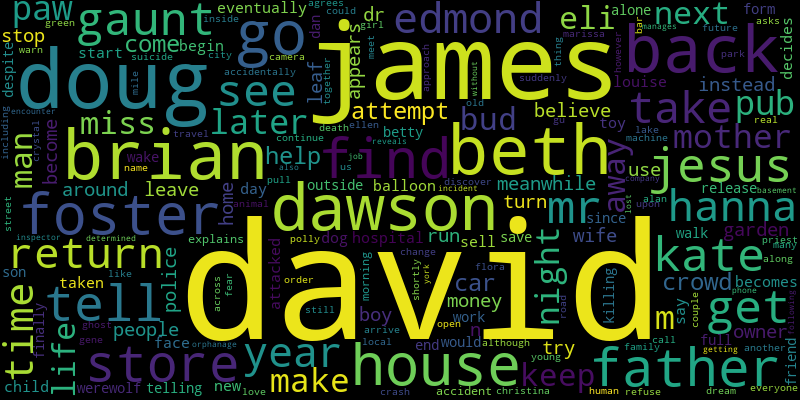 paw
gaunt
eventually
go
james
inside
dan
dr
edmond
eli
alone
next
form
stop
green
come
begin
camera
girl
together
could
agrees
meet
bar
marissa
manages
future
asks
back
despite
warn
start
city
suicide
doug
see
leaf
appears
approach
thing
however
louise
park
decides
accidentally
suddenly
instead
attempt
without
take
pub
including
crystal
mile
miss
later
death
ellen
bud
old
believe
toy
lake
machine
real
encounter
man
become
brian
travel
continue
betty
find
beth
us
job
reveals
go
away
mother
wake
name
help
also
animal
pull
outside
balloon
meanwhile
discover
use
company
release
basement
jesus
around
leave
day
home
foster
dawson
turn
mr
since
lost
alan
upon
hanna
street
explains
polly
dog
hospital
run
sell
save
wife
garden
priest
inspector
determined
return
son
like
police
attacked
order
change
flora
car
night
killing
walk
many
along
kate
taken
tell
across
fear
david
shortly
york
money
road
crowd
say
couple
becomes
phone
time
finally
ghost
gene
life
people
face
still
morning
boy
arrive
work
n
open
m
get
owner
friend
following
store
year
house
local
end
would
although
try
family
call
full
getting
another
child
werewolf
telling
orphanage
new
love
make
accident
crash
christina
keep
young
human
refuse
father
dream
everyone
incident